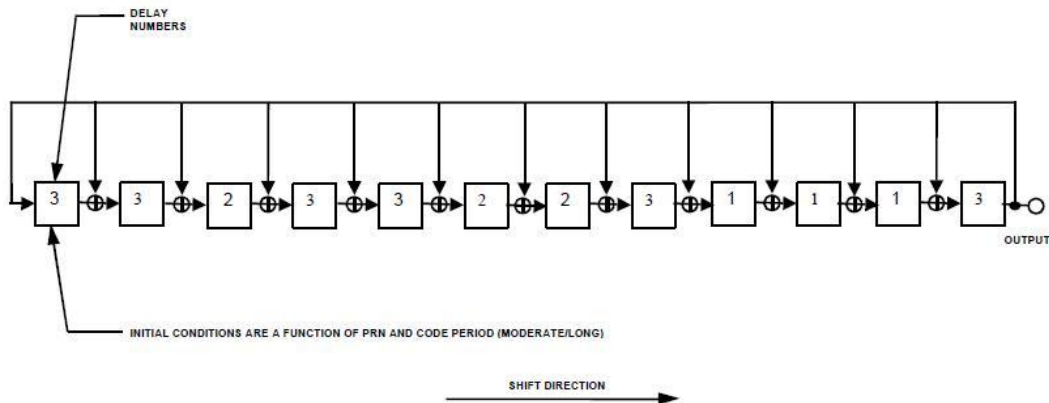 DELAY
NUMBERS
3 3 2 3 3 2 2 3 1 1 1 3
OUTPUT
INITIAL CONDITIONS ARE A FUNCTION OF PRN AND CODE PERIOD (MODERATE/LONG)
SHIFT DIRECTION